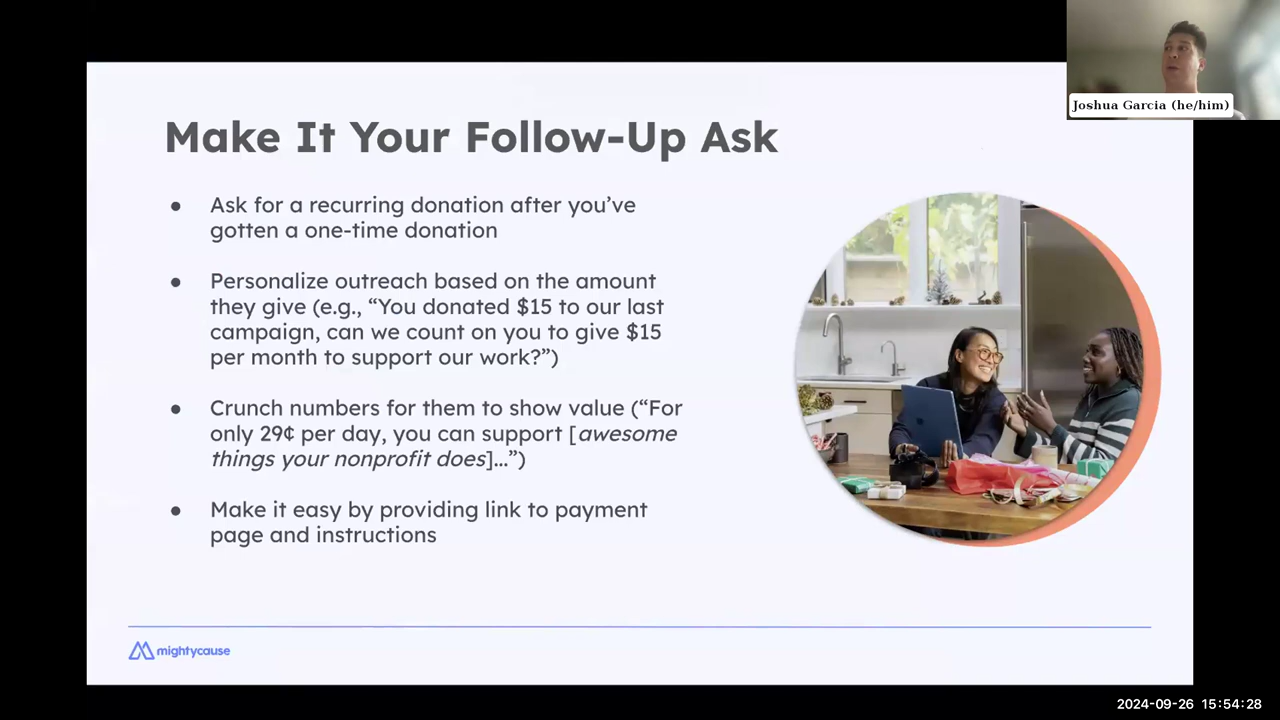 Joshua Garcia (he/him)
Make It Your Follow-Up Ask
● Ask for a recurring donation after you’ve
gotten a one-time donation
● Personalize outreach based on the amount
they give (e.g., “You donated $15 to our last
campaign, can we count on you to give $15
per month to support our work?”)
● Crunch numbers for them to show value (“For
only 29¢ per day, you can support [awesome
things your nonprofit does]...”)
● Make it easy by providing link to payment
page and instructions
mightycause
2024-09-26 15:54:28